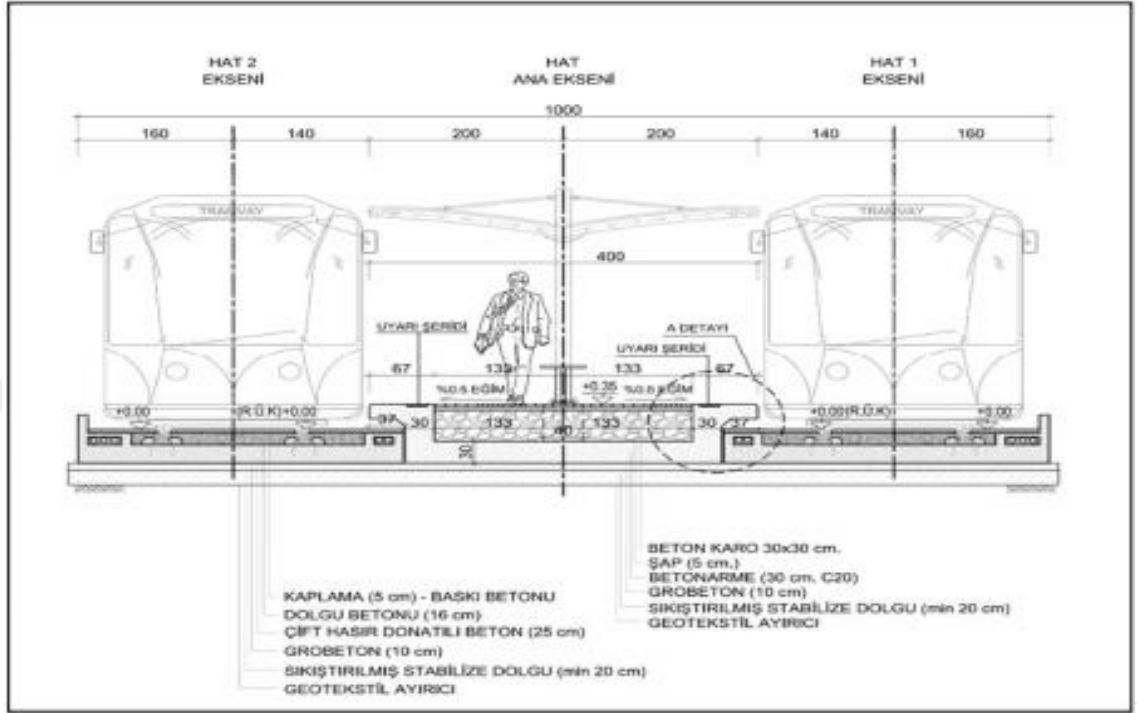 HAT 2
EKSENİ
HAT
ANA EKSENİ
HAT 1
EKSENİ
1000
160 140 200 200 140 160
TRAMVAY TRAMVAY
400
UYARI ŞERİDİ
A DETAYI
UYARI ŞERİDİ
67 133 133 67
%0.5 EĞİM +0.35 %0.5 EĞİM
+0.00 (R.Ü.K)+0.00 +0.00(R.Ü.K) +0.00
37 30 133 40 133 30 37
30
BETON KARO 30x30 cm.
ŞAP (5 cm.)
BETONARME (30 cm. C20)
GROBETON (10 cm)
SIKIŞTIRILMIŞ STABİLİZE DOLGU (min 20 cm)
GEOTEKSTİL AYIRICI
KAPLAMA (5 cm) - BASKI BETONU
DOLGU BETONU (16 cm)
ÇİFT HASIR DONATILI BETON (25 cm)
GROBETON (10 cm)
SIKIŞTIRILMIŞ STABİLİZE DOLGU (min 20 cm)
GEOTEKSTİL AYIRICI